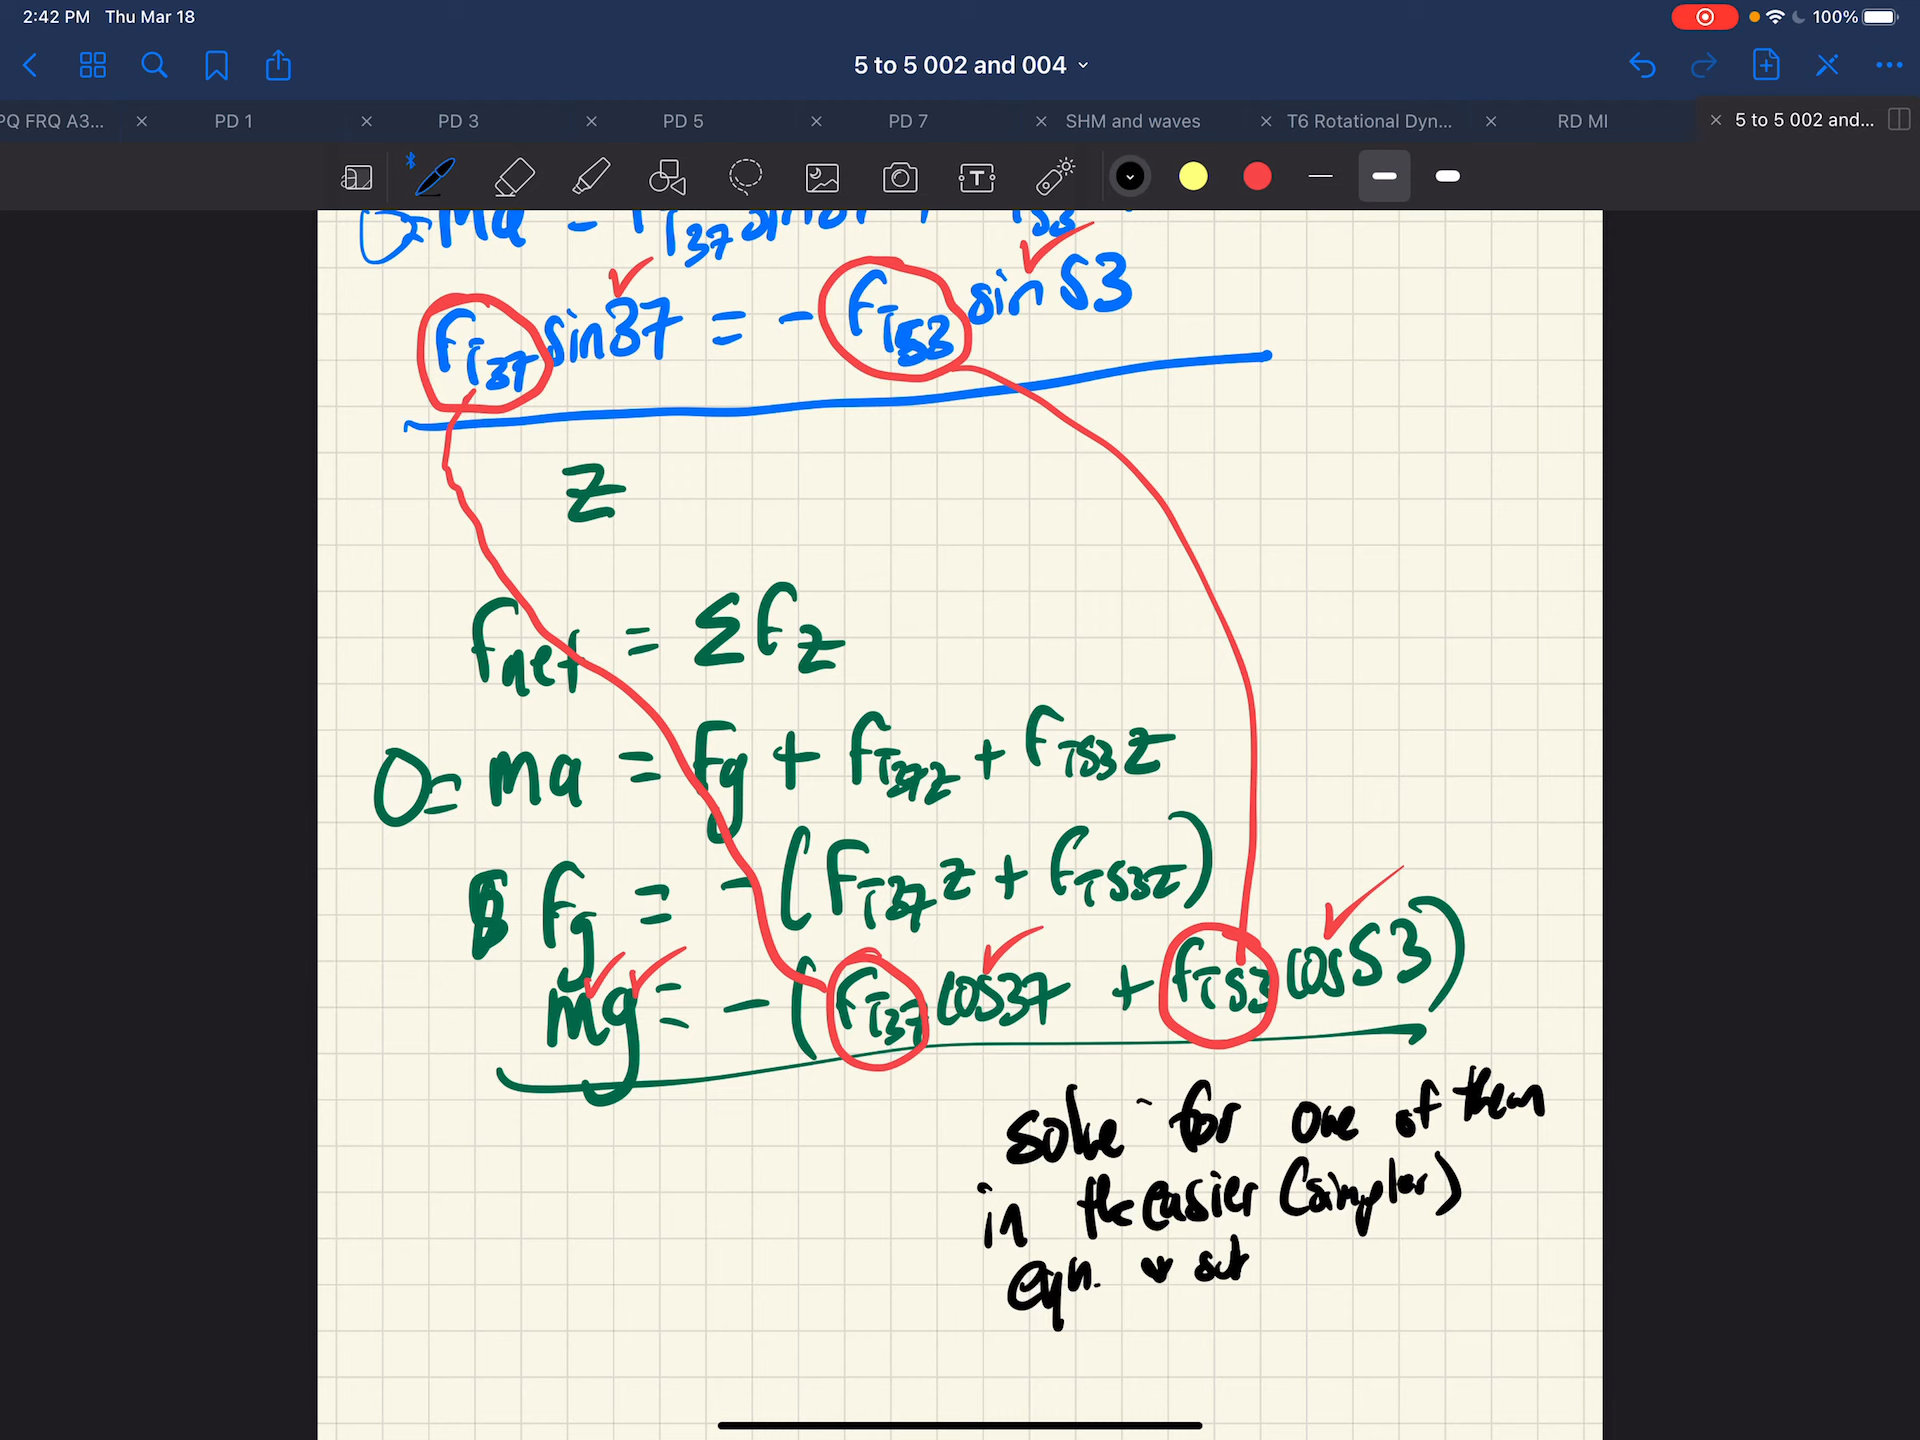 2:42 PM Thu Mar 18
100%
5 to 5 002 and 004
PQ FRQ A3...
PD 1
PD 3
PD 5
PD 7
SHM and waves
T6 Rotational Dyn...
RD MI
5 to 5 002 and...
T
FT37 sin37 = - FT53 sin 53
Z
Fnet = ΣFz
0= ma = Fg + FT37z + FT53z
Fg = - (FT37z + FT53z)
mg = - (FT37 cos37 + FT53 cos53)
solve for one of them
in the easier (simpler)
eqn. & sub